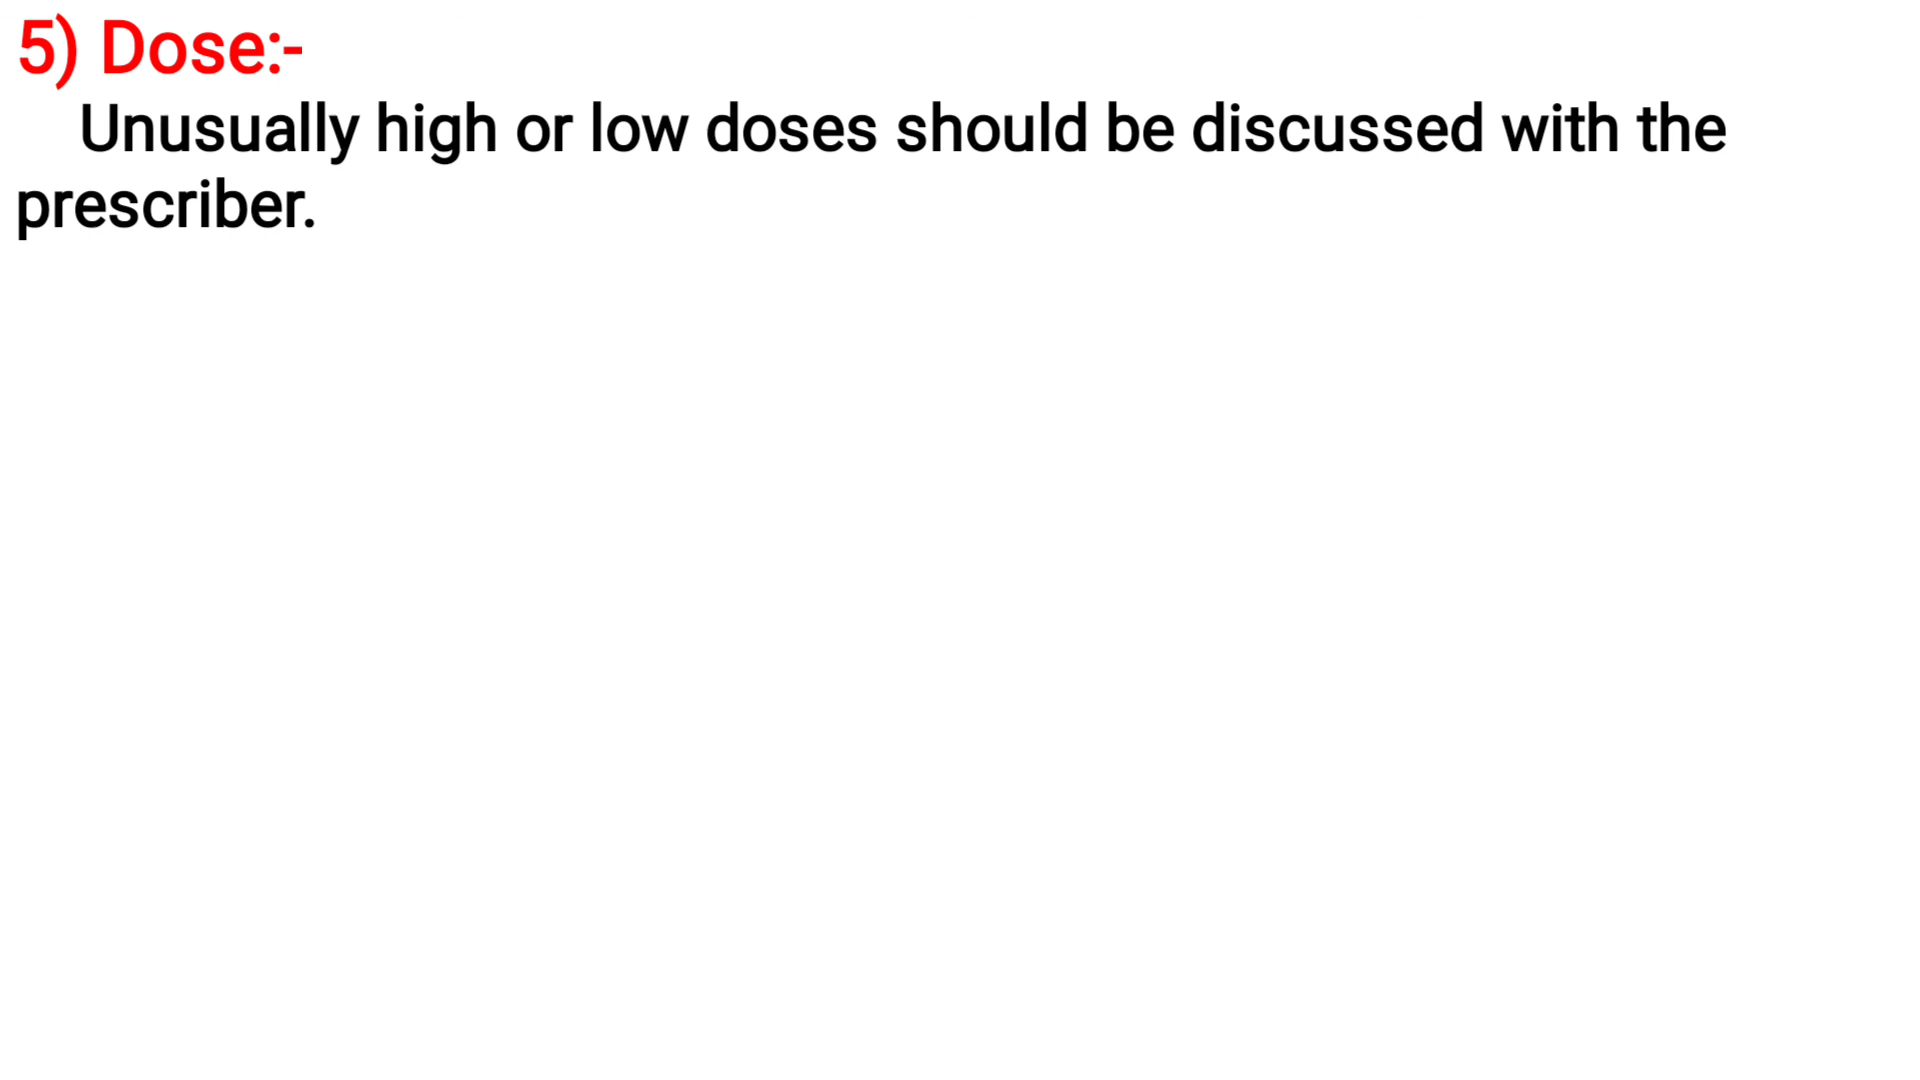 5) Dose:-
Unusually high or low doses should be discussed with the
prescriber.